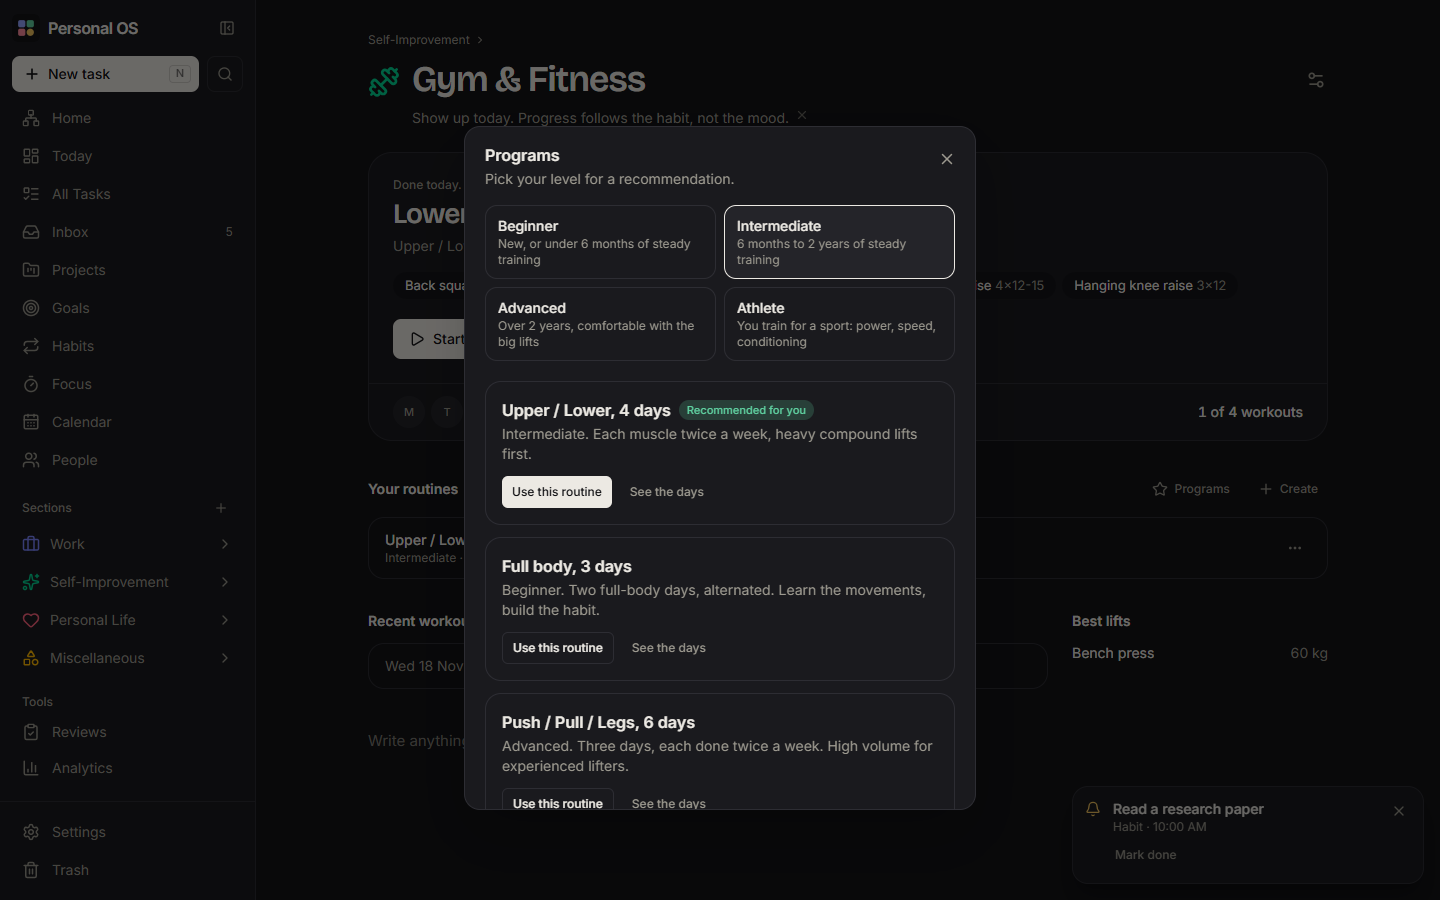 Personal OS
New task N
Home
Today
All Tasks
Inbox 5
Projects
Goals
Habits
Focus
Calendar
People
Sections
Work
Self-Improvement
Personal Life
Miscellaneous
Tools
Reviews
Analytics
Settings
Trash
Self-Improvement
Gym & Fitness
Show up today. Progress follows the habit, not the mood.
Done today.
Lower
Upper / Lo
Back squa
se 4×12-15
Hanging knee raise 3×12
Start
M T
1 of 4 workouts
Your routines
Programs
Create
Upper / Low
Intermediate ·
Recent workou
Wed 18 Nov
Best lifts
Bench press 60 kg
Write anything
Programs
Pick your level for a recommendation.
Beginner
New, or under 6 months of steady
training
Intermediate
6 months to 2 years of steady
training
Advanced
Over 2 years, comfortable with the
big lifts
Athlete
You train for a sport: power, speed,
conditioning
Upper / Lower, 4 days Recommended for you
Intermediate. Each muscle twice a week, heavy compound lifts
first.
Use this routine See the days
Full body, 3 days
Beginner. Two full-body days, alternated. Learn the movements,
build the habit.
Use this routine See the days
Push / Pull / Legs, 6 days
Advanced. Three days, each done twice a week. High volume for
experienced lifters.
Use this routine See the days
Read a research paper
Habit · 10:00 AM
Mark done